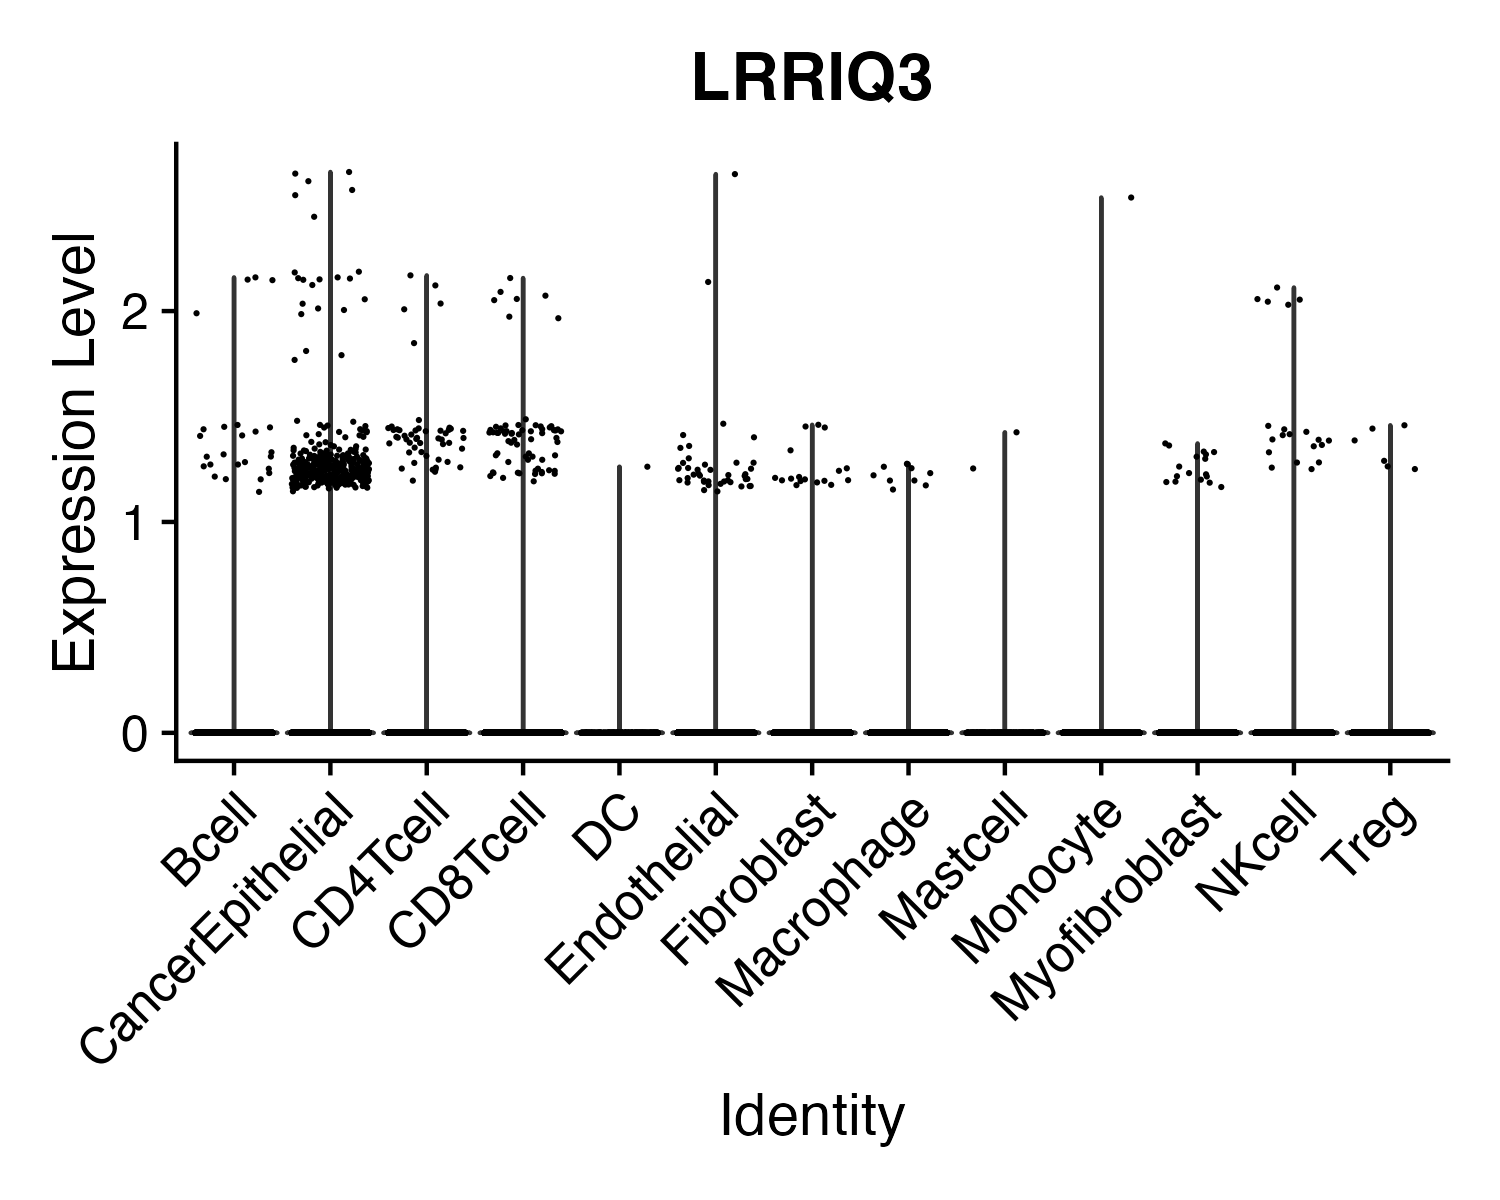 LRRIQ3
Expression Level
2
1
0
Bcell
CancerEpithelial
CD4Tcell
CD8Tcell
DC
Endothelial
Fibroblast
Macrophage
Mastcell
Monocyte
Myofibroblast
NKcell
Treg
Identity